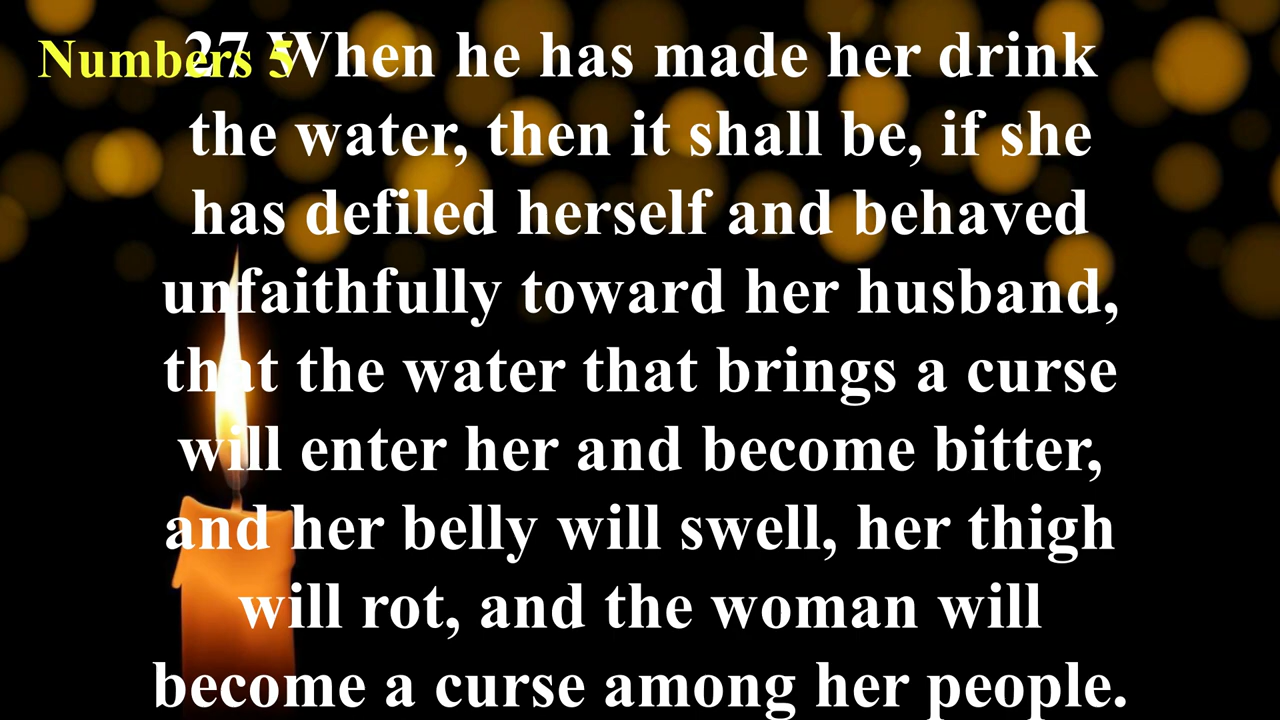 Numbers 5
27 When he has made her drink
the water, then it shall be, if she
has defiled herself and behaved
unfaithfully toward her husband,
that the water that brings a curse
will enter her and become bitter,
and her belly will swell, her thigh
will rot, and the woman will
become a curse among her people.